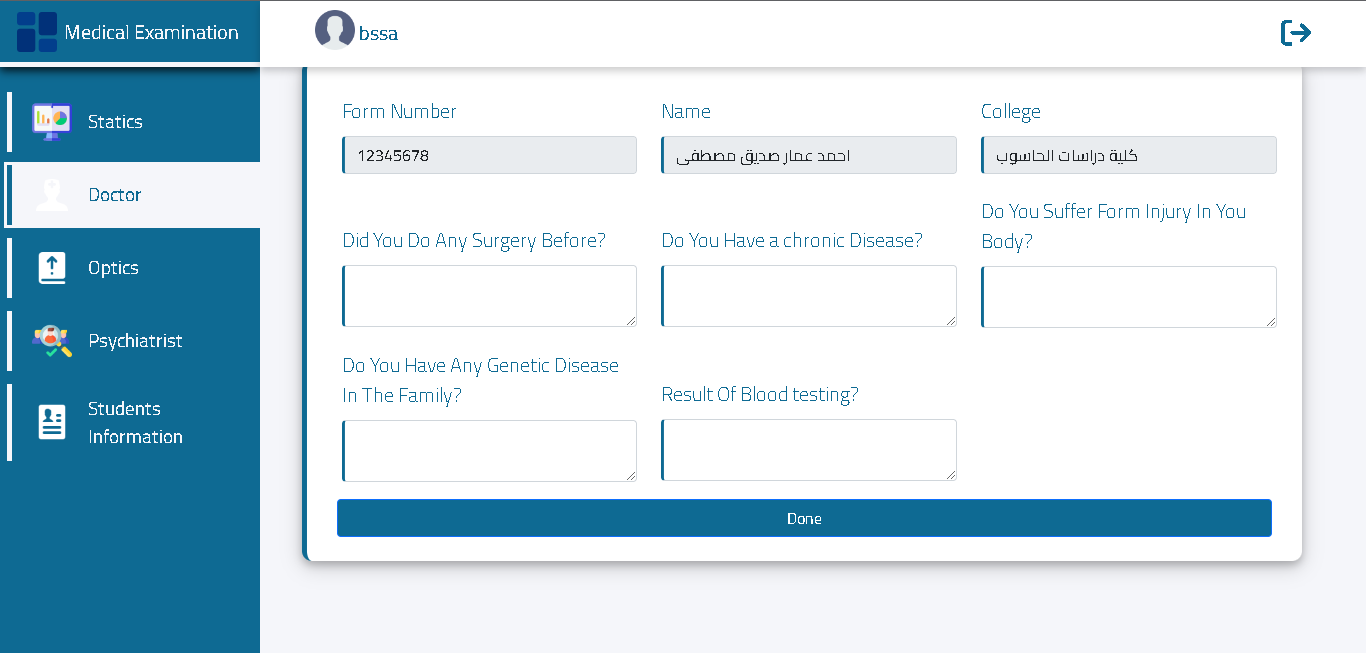 Medical Examination
bssa
Statics
Doctor
Optics
Psychiatrist
Students
Information
Form Number
Name
College
12345678
احمد عمار صديق مصطفى
كلية دراسات الحاسوب
Did You Do Any Surgery Before?
Do You Have a chronic Disease?
Do You Suffer Form Injury In You
Body?
Do You Have Any Genetic Disease
In The Family?
Result Of Blood testing?
Done